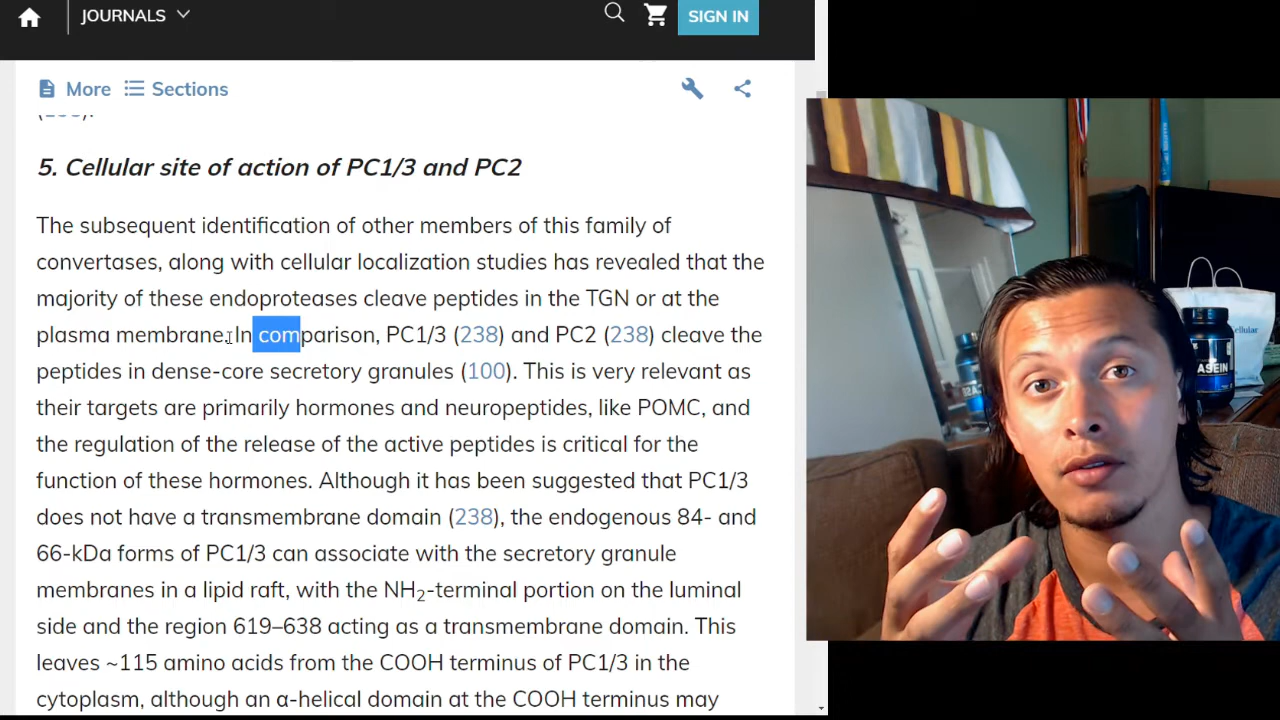 JOURNALS
SIGN IN
More
Sections
5. Cellular site of action of PC1/3 and PC2
The subsequent identification of other members of this family of
convertases, along with cellular localization studies has revealed that the
majority of these endoproteases cleave peptides in the TGN or at the
plasma membrane. In comparison, PC1/3 (238) and PC2 (238) cleave the
peptides in dense-core secretory granules (100). This is very relevant as
their targets are primarily hormones and neuropeptides, like POMC, and
the regulation of the release of the active peptides is critical for the
function of these hormones. Although it has been suggested that PC1/3
does not have a transmembrane domain (238), the endogenous 84- and
66-kDa forms of PC1/3 can associate with the secretory granule
membranes in a lipid raft, with the NH2-terminal portion on the luminal
side and the region 619–638 acting as a transmembrane domain. This
leaves ~115 amino acids from the COOH terminus of PC1/3 in the
cytoplasm, although an α-helical domain at the COOH terminus may
Cellular
ASEIN